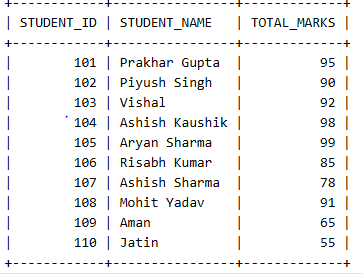 +------------+----------------+-------------+
| STUDENT_ID | STUDENT_NAME   | TOTAL_MARKS |
+------------+----------------+-------------+
|        101 | Prakhar Gupta  |          95 |
|        102 | Piyush Singh   |          90 |
|        103 | Vishal         |          92 |
|        104 | Ashish Kaushik |          98 |
|        105 | Aryan Sharma   |          99 |
|        106 | Risabh Kumar   |          85 |
|        107 | Ashish Sharma  |          78 |
|        108 | Mohit Yadav    |          91 |
|        109 | Aman           |          65 |
|        110 | Jatin          |          55 |
+------------+----------------+-------------+